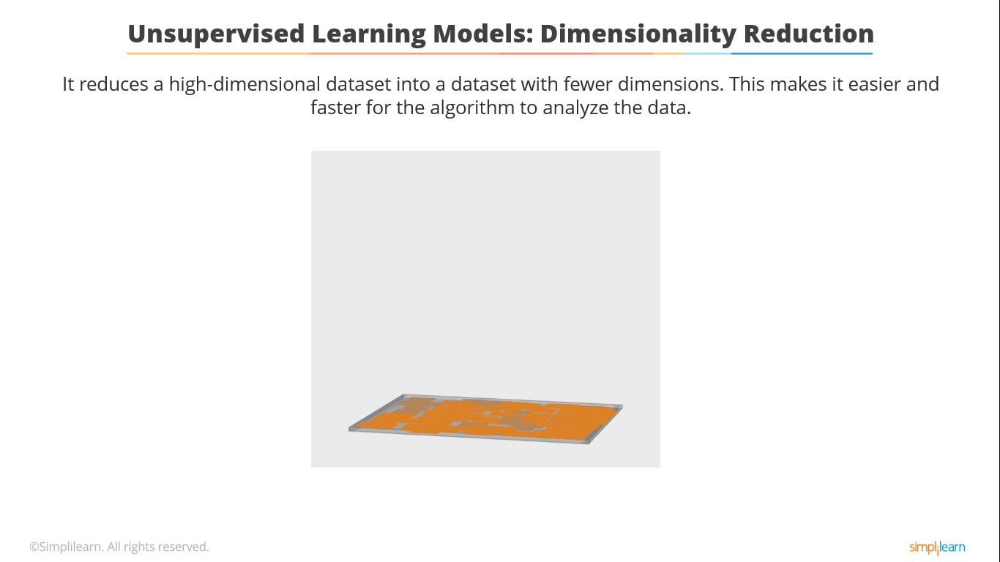 Unsupervised Learning Models: Dimensionality Reduction
It reduces a high-dimensional dataset into a dataset with fewer dimensions. This makes it easier and
faster for the algorithm to analyze the data.
©Simplilearn. All rights reserved.
simplilearn